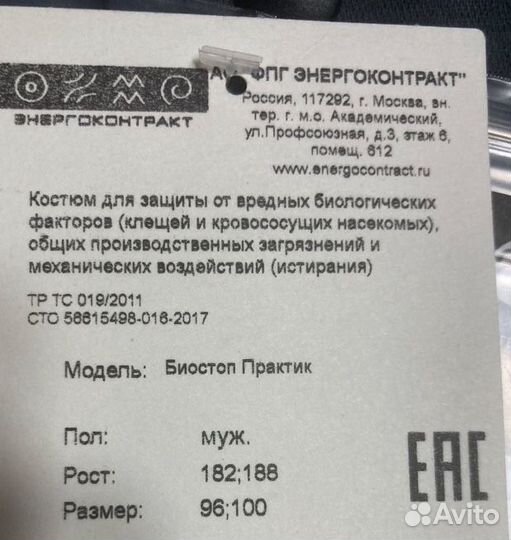 АО "ФПГ ЭНЕРГОКОНТРАКТ"
Россия, 117292, г. Москва, вн.
тер. г. м.о. Академический,
ул.Профсоюзная, д.3, этаж 6,
помещ. 612
www.energocontract.ru
ЭНЕРГОКОНТРАКТ
Костюм для защиты от вредных биологических
факторов (клещей и кровососущих насекомых),
общих производственных загрязнений и
механических воздействий (истирания)
ТР ТС 019/2011
СТО 56615498-016-2017
Модель: Биостоп Практик
Пол: муж.
Рост: 182;188
Размер: 96;100
EAC
Avito